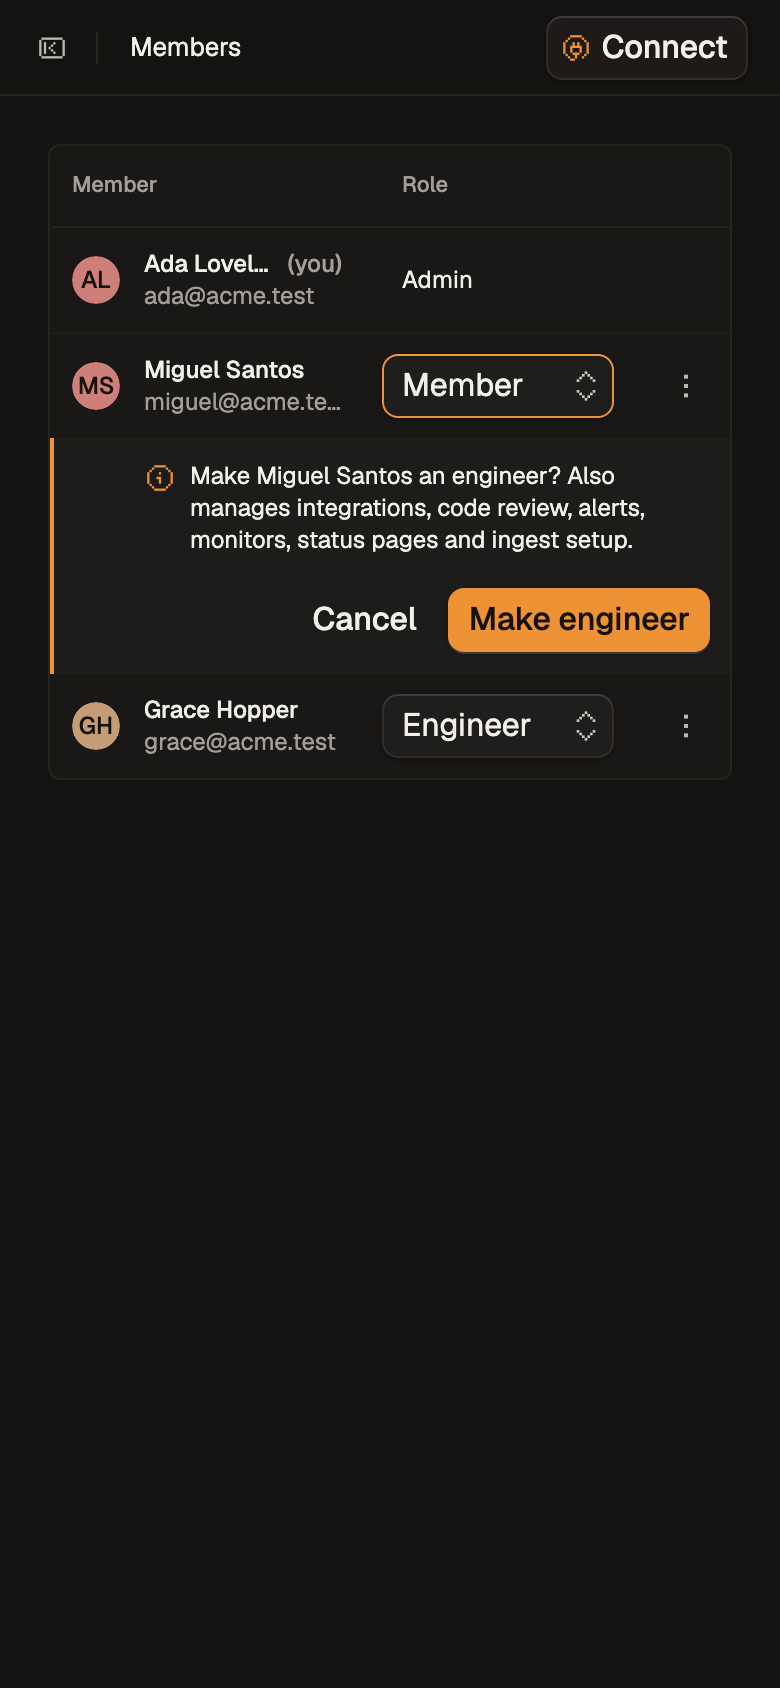 Members
Connect
Member Role
AL Ada Lovel... (you) Admin
ada@acme.test
MS Miguel Santos Member
miguel@acme.te...
Make Miguel Santos an engineer? Also
manages integrations, code review, alerts,
monitors, status pages and ingest setup.
Cancel Make engineer
GH Grace Hopper Engineer
grace@acme.test